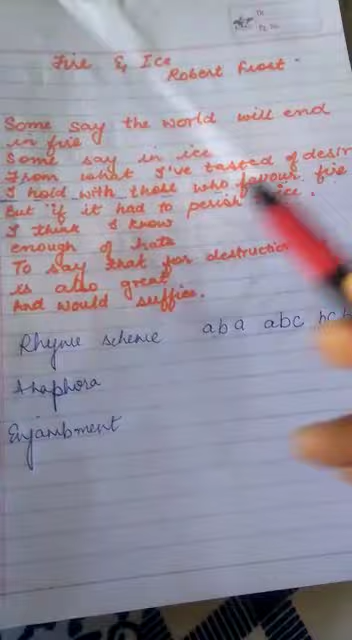 Fire & Ice
Robert Frost.
Some say the world will end
in fire
Some say in ice
From what I've tasted of desir
I hold with those who favour fire
But if it had to perish
I think I know
enough of hate
To say that for destruction
is also great
And would suffice.
Rhyme scheme aba abc bcb
Anaphora
Enjambment